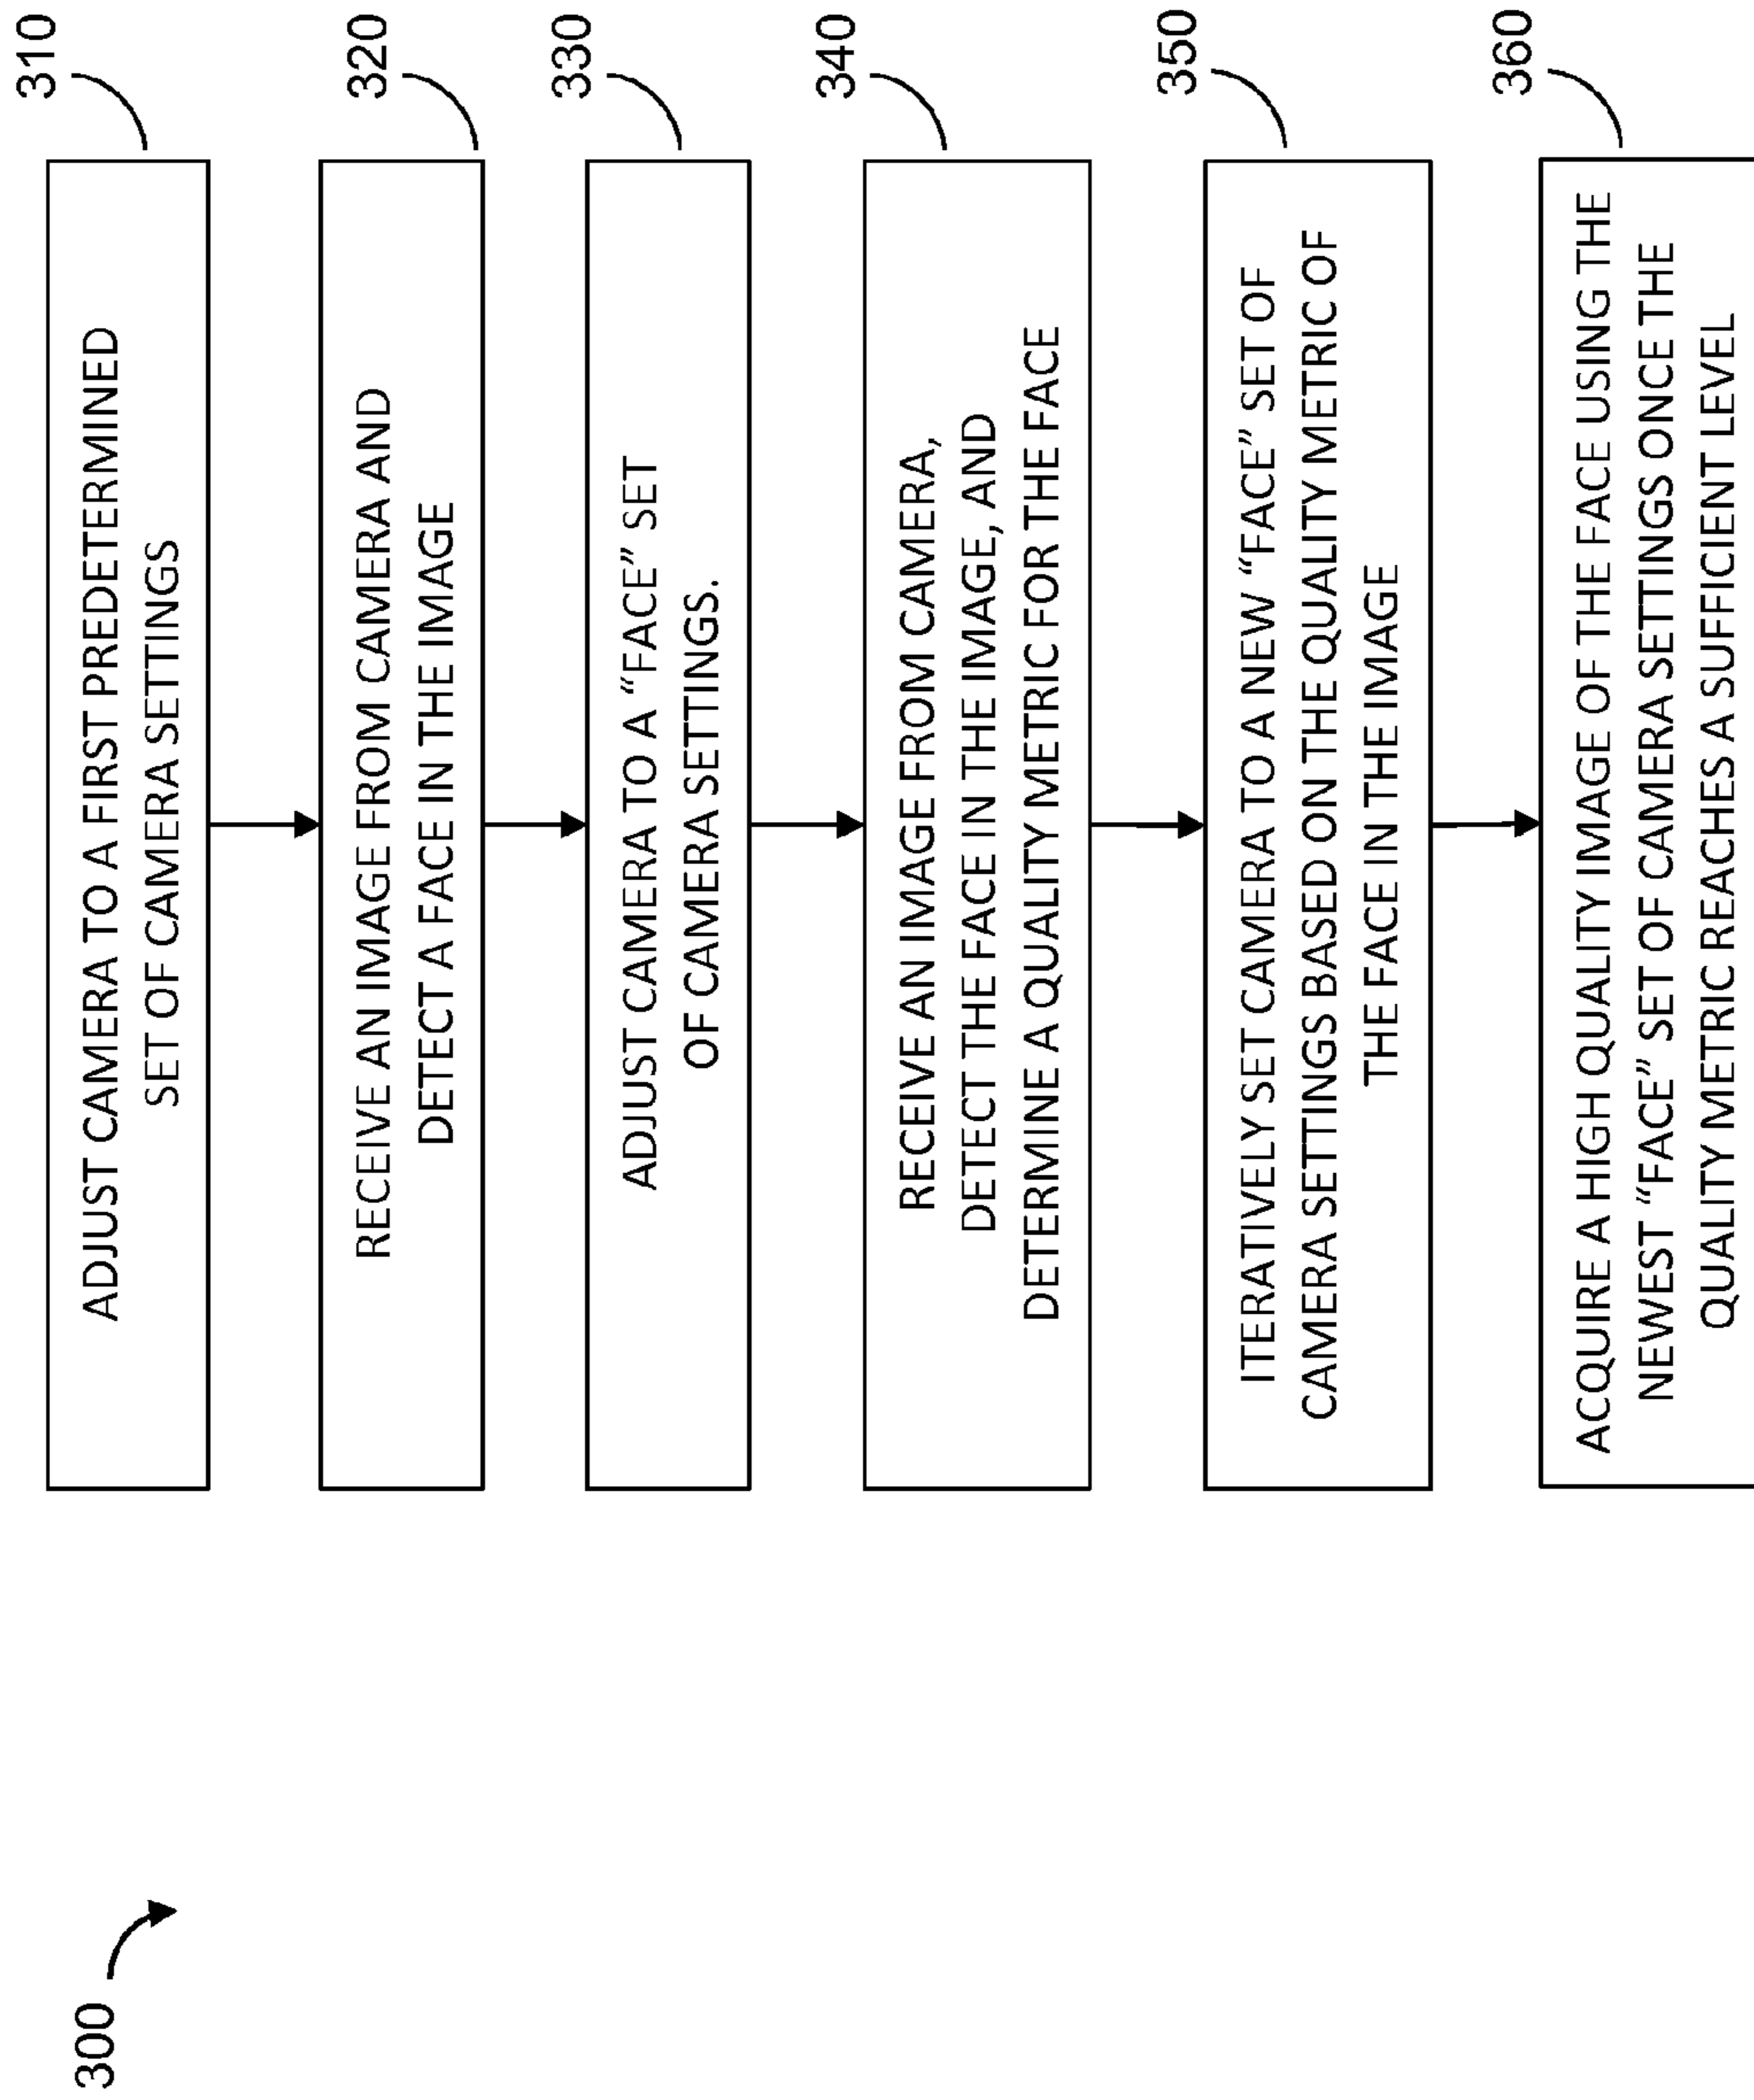 300
310
ADJUST CAMERA TO A FIRST PREDETERMINED
SET OF CAMERA SETTINGS
320
RECEIVE AN IMAGE FROM CAMERA AND
DETECT A FACE IN THE IMAGE
330
ADJUST CAMERA TO A “FACE” SET
OF CAMERA SETTINGS.
340
RECEIVE AN IMAGE FROM CAMERA,
DETECT THE FACE IN THE IMAGE, AND
DETERMINE A QUALITY METRIC FOR THE FACE
350
ITERATIVELY SET CAMERA TO A NEW “FACE” SET OF
CAMERA SETTINGS BASED ON THE QUALITY METRIC OF
THE FACE IN THE IMAGE
360
ACQUIRE A HIGH QUALITY IMAGE OF THE FACE USING THE
NEWEST “FACE” SET OF CAMERA SETTINGS ONCE THE
QUALITY METRIC REACHES A SUFFICIENT LEVEL